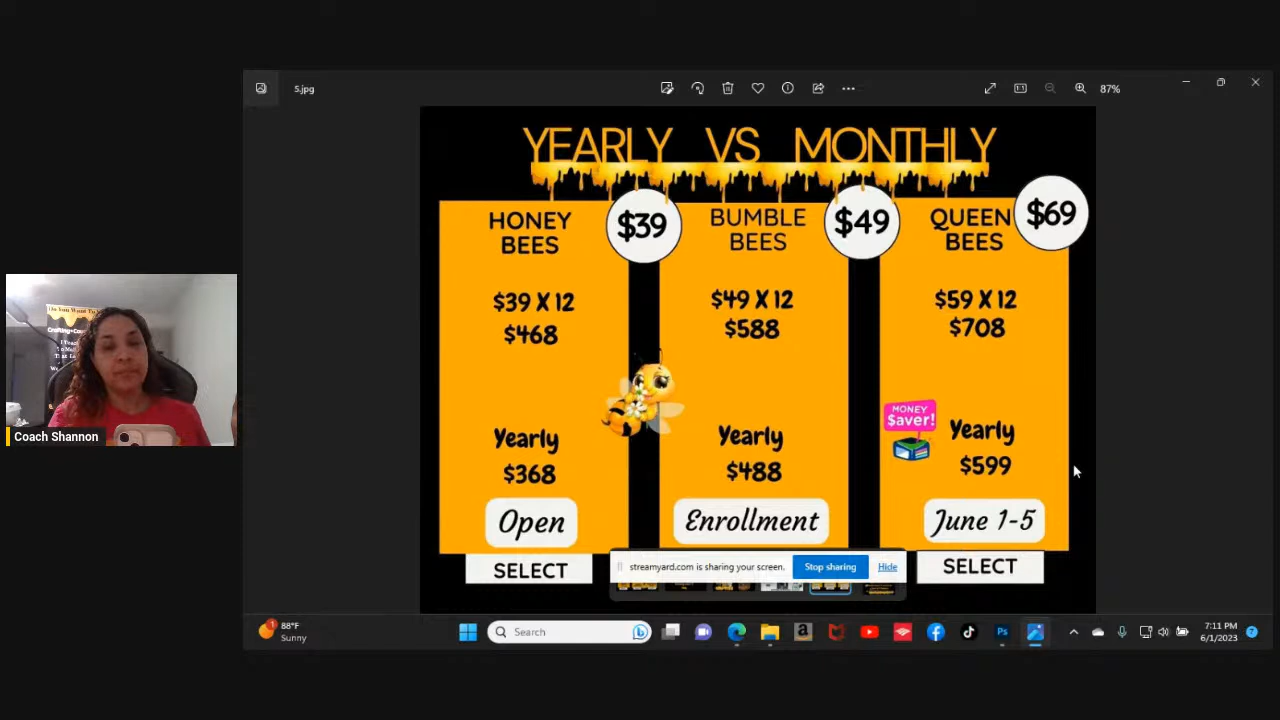 5.jpg
87%
YEARLY VS MONTHLY
HONEY
BEES
$39
$39 X 12
$468
Yearly
$368
Open
SELECT
BUMBLE
BEES
$49
$49 X 12
$588
Yearly
$488
Enrollment
QUEEN
BEES
$69
$59 X 12
$708
MONEY
$aver!
Yearly
$599
June 1-5
SELECT
Coach Shannon
streamyard.com is sharing your screen.
Stop sharing
Hide
1
88°F
Sunny
Search
Ps
7:11 PM
6/1/2023